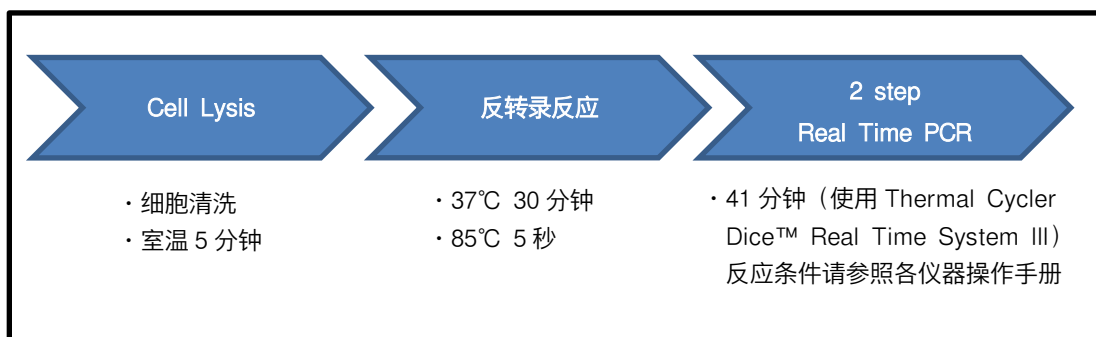 Cell Lysis
反转录反应
2 step
Real Time PCR
・细胞清洗
・室温 5 分钟
・37℃ 30 分钟
・85℃ 5 秒
・41 分钟（使用 Thermal Cycler
Dice™ Real Time System III）
反应条件请参照各仪器操作手册